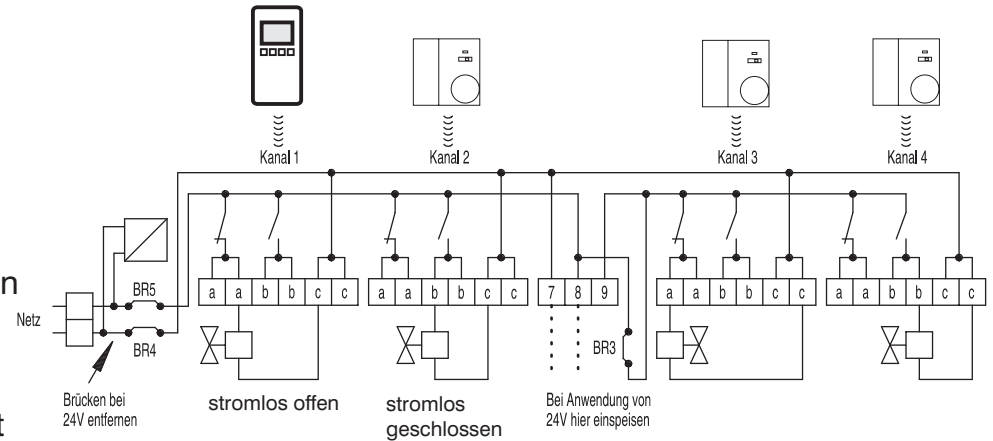 Kanal 1 Kanal 2 Kanal 3 Kanal 4
n
a a b b c c a a b b c c 7 8 9 a a b b c c a a b b c c
BR5
Netz
BR4
BR3
Brücken bei
24V entfernen
stromlos offen
stromlos
geschlossen
Bei Anwendung von
24V hier einspeisen
t